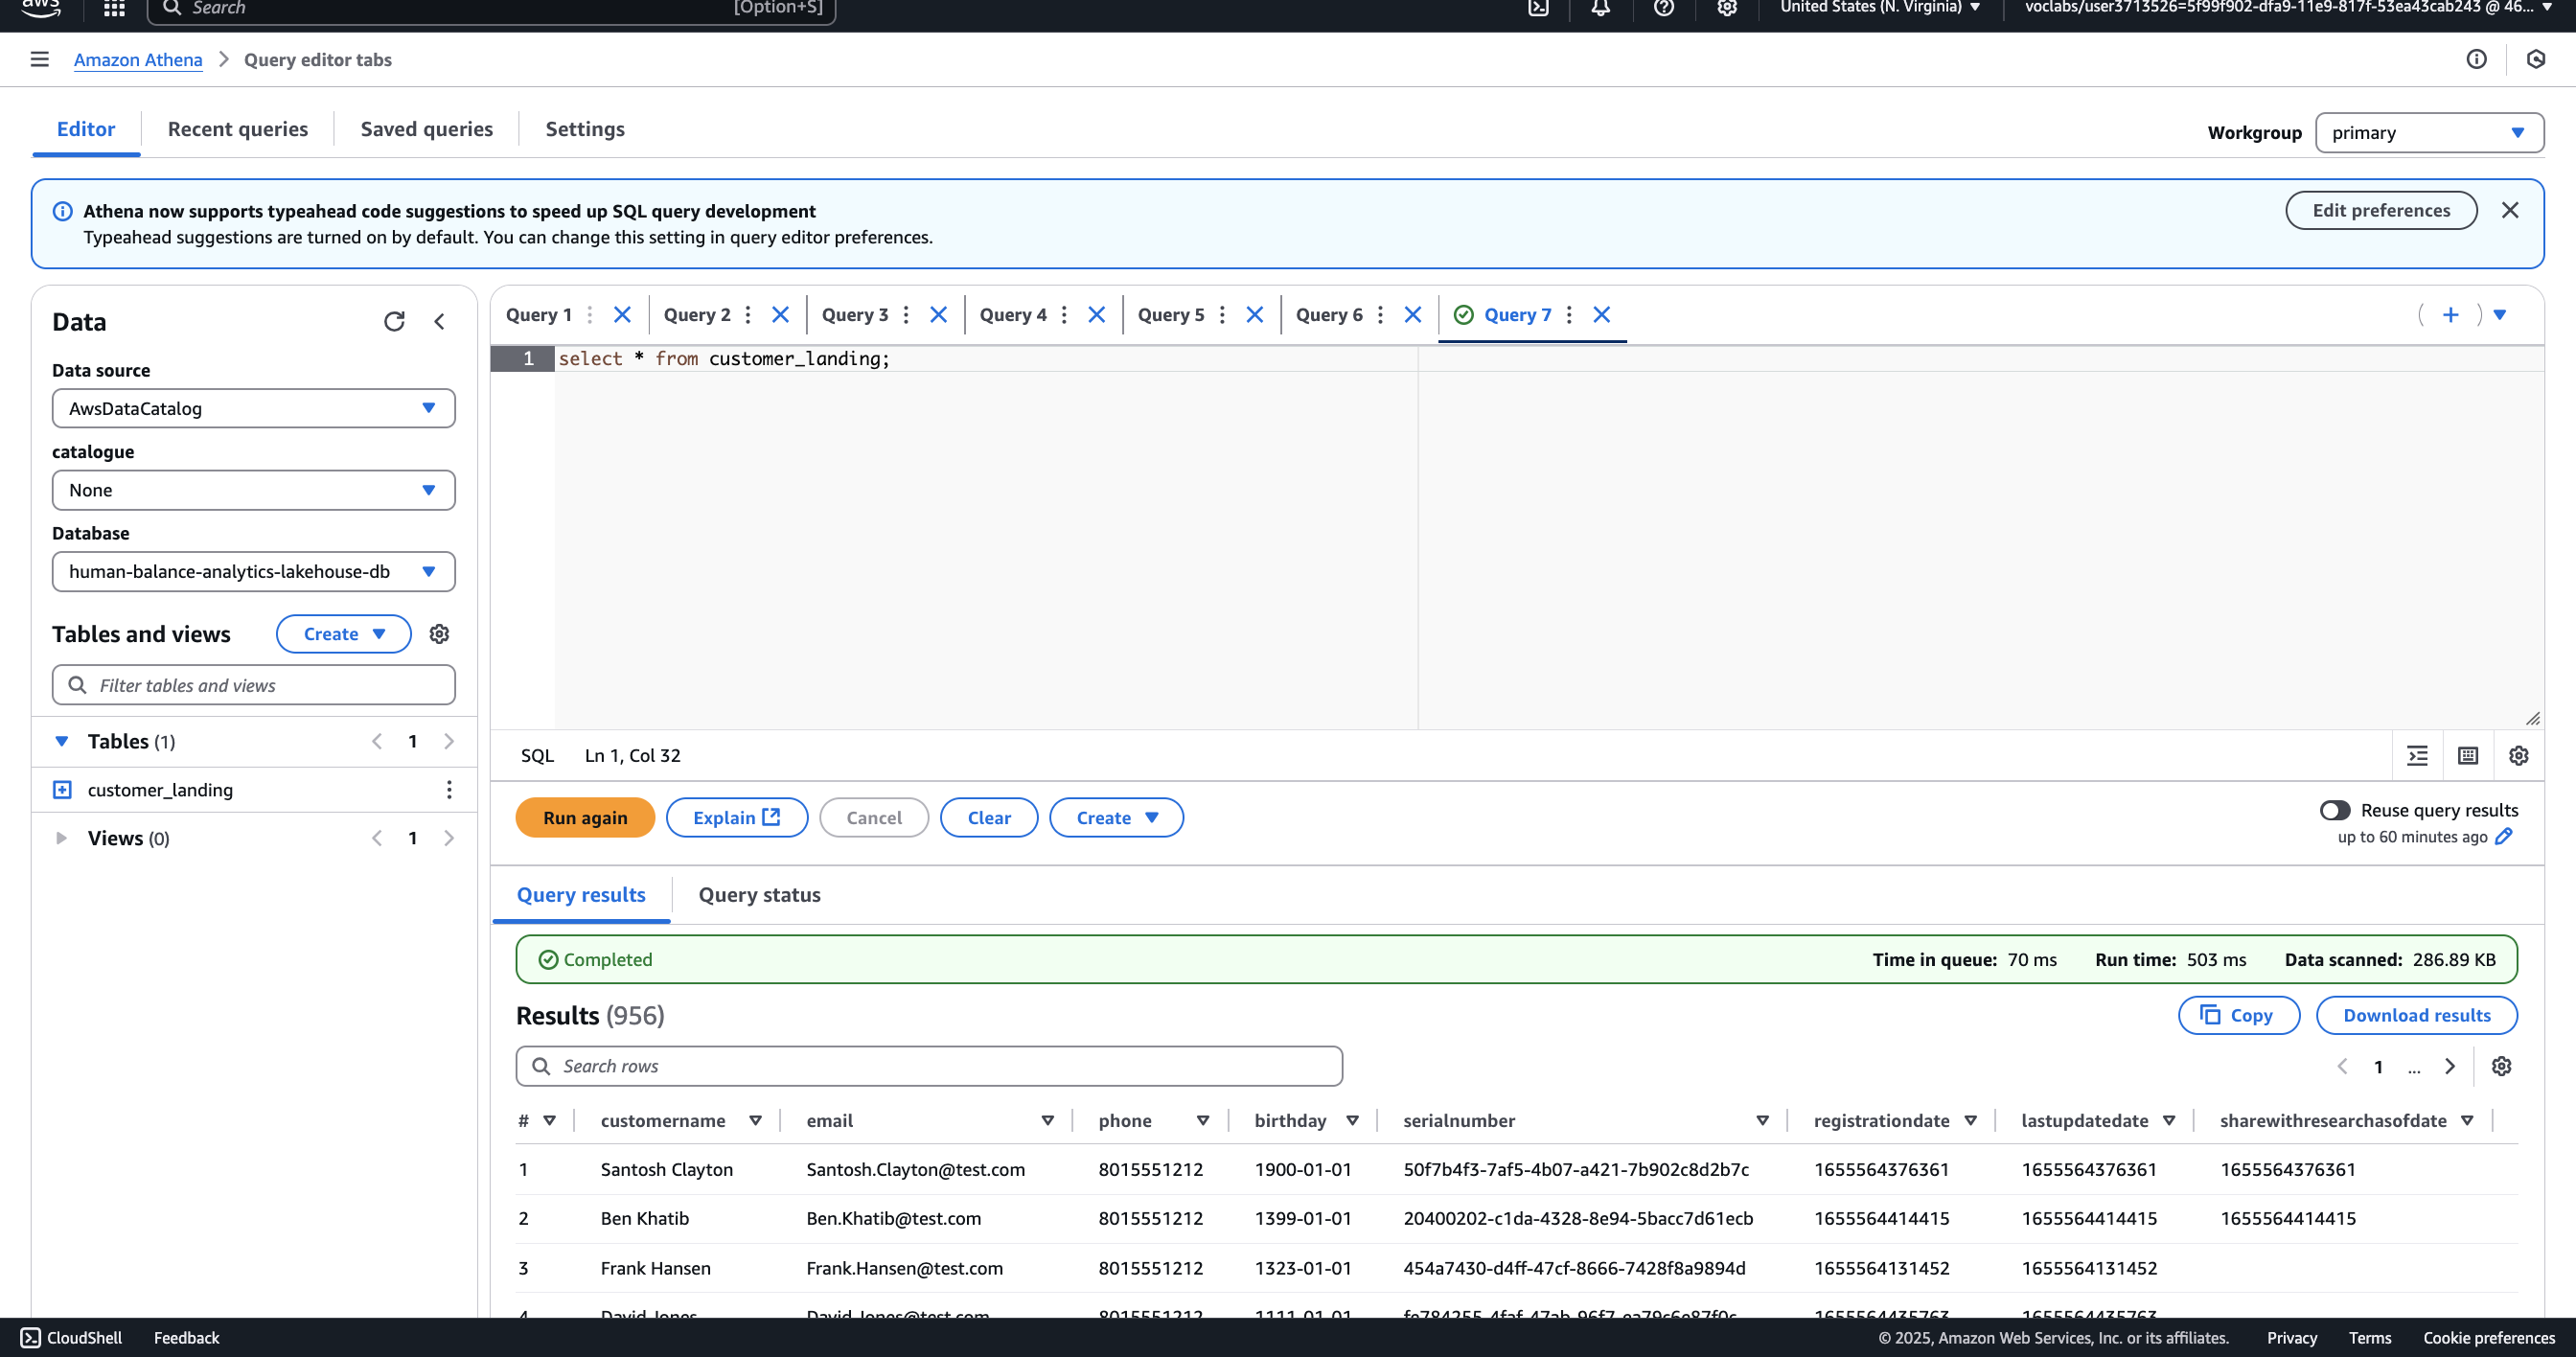 aws
Search [Option+S] United States (N. Virginia) voclabs/user3713526=5f99f902-dfa9-11e9-817f-53ea43cab243 @ 46...
Amazon Athena > Query editor tabs
Editor Recent queries Saved queries Settings Workgroup primary
Athena now supports typeahead code suggestions to speed up SQL query development
Typeahead suggestions are turned on by default. You can change this setting in query editor preferences.
Edit preferences
Data
Data source
AwsDataCatalog
catalogue
None
Database
human-balance-analytics-lakehouse-db
Tables and views Create
Filter tables and views
Tables (1) < 1 >
customer_landing
Views (0) < 1 >
Query 1 Query 2 Query 3 Query 4 Query 5 Query 6 Query 7
1 select * from customer_landing;
SQL Ln 1, Col 32
Run again Explain Cancel Clear Create
Reuse query results
up to 60 minutes ago
Query results Query status
Completed Time in queue: 70 ms Run time: 503 ms Data scanned: 286.89 KB
Results (956) Copy Download results
Search rows < 1 ... >
# customername email phone birthday serialnumber registrationdate lastupdatedate sharewithresearchasofdate
1 Santosh Clayton Santosh.Clayton@test.com 8015551212 1900-01-01 50f7b4f3-7af5-4b07-a421-7b902c8d2b7c 1655564376361 1655564376361 1655564376361
2 Ben Khatib Ben.Khatib@test.com 8015551212 1399-01-01 20400202-c1da-4328-8e94-5bacc7d61ecb 1655564414415 1655564414415 1655564414415
3 Frank Hansen Frank.Hansen@test.com 8015551212 1323-01-01 454a7430-d4ff-47cf-8666-7428f8a9894d 1655564131452 1655564131452
4 David Jones David.Jones@test.com 8015551212 1111-01-01 1655564435763 1655564435763
CloudShell Feedback © 2025, Amazon Web Services, Inc. or its affiliates. Privacy Terms Cookie preferences